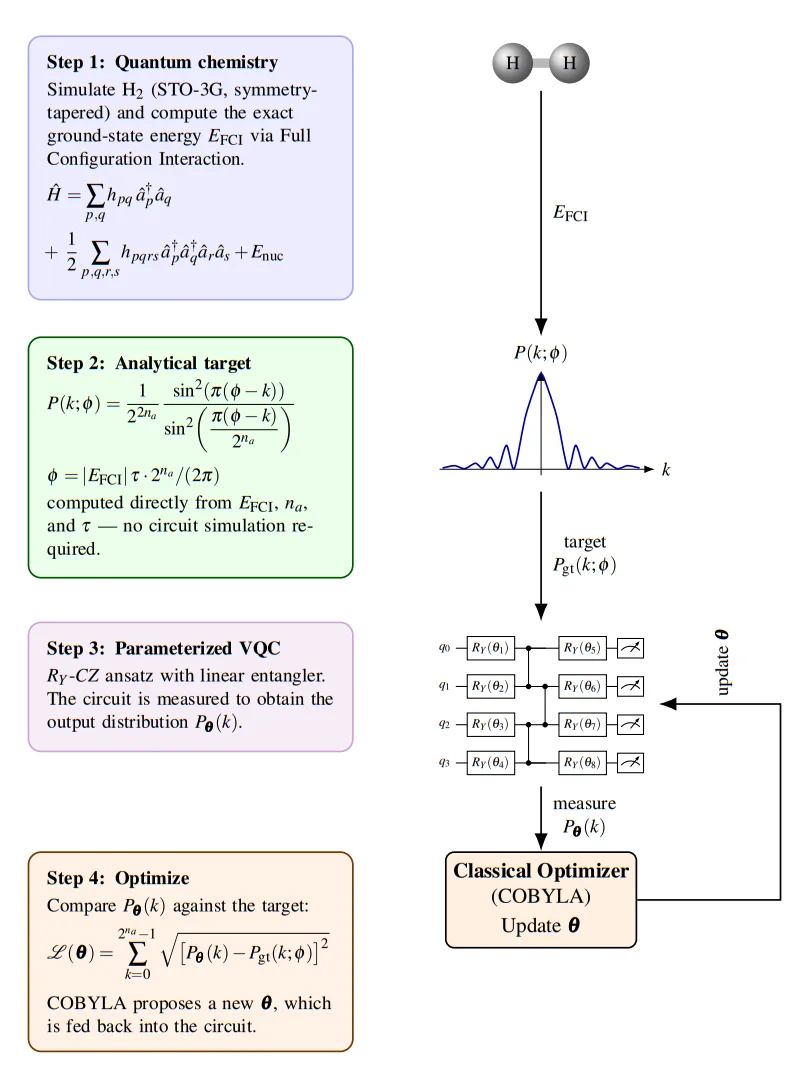 Step 1: Quantum chemistry
Simulate H₂ (STO-3G, symmetry-
tapered) and compute the exact
ground-state energy E_FCI via Full
Configuration Interaction.
Ĥ = ∑_{p,q} h_{pq} â†_p â_q
+ 1/2 ∑_{p,q,r,s} h_{pqrs} â†_p â†_q â_r â_s + E_nuc
H H
E_FCI
Step 2: Analytical target
P(k;ϕ) = 1/2^{2n_a} sin²(π(ϕ−k)) / sin²(π(ϕ−k)/2^{n_a})
ϕ = |E_FCI| τ · 2^{n_a}/(2π)
computed directly from E_FCI, n_a,
and τ — no circuit simulation re-
quired.
P(k;ϕ)
k
target
P_gt(k;ϕ)
Step 3: Parameterized VQC
R_Y-CZ ansatz with linear entangler.
The circuit is measured to obtain the
output distribution P_θ(k).
q₀ R_Y(θ₁) R_Y(θ₅)
q₁ R_Y(θ₂) R_Y(θ₆)
q₂ R_Y(θ₃) R_Y(θ₇)
q₃ R_Y(θ₄) R_Y(θ₈)
update θ
measure
P_θ(k)
Step 4: Optimize
Compare P_θ(k) against the target:
ℒ(θ) = ∑_{k=0}^{2^{n_a}−1} √([P_θ(k) − P_gt(k;ϕ)]²)
COBYLA proposes a new θ, which
is fed back into the circuit.
Classical Optimizer
(COBYLA)
Update θ